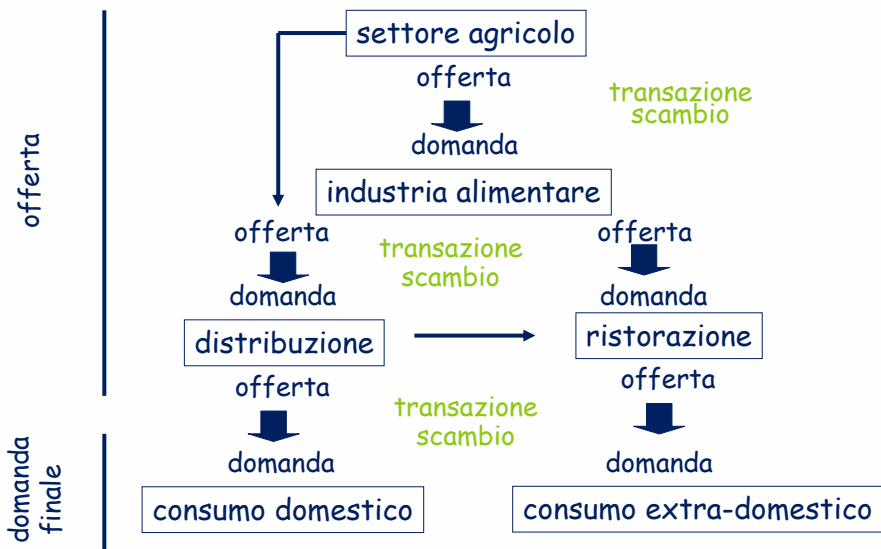 settore agricolo
offerta
transazione
scambio
domanda
industria alimentare
offerta
offerta
offerta
transazione
scambio
domanda
domanda
distribuzione
ristorazione
offerta
offerta
transazione
scambio
domanda
finale
domanda
domanda
consumo domestico
consumo extra-domestico